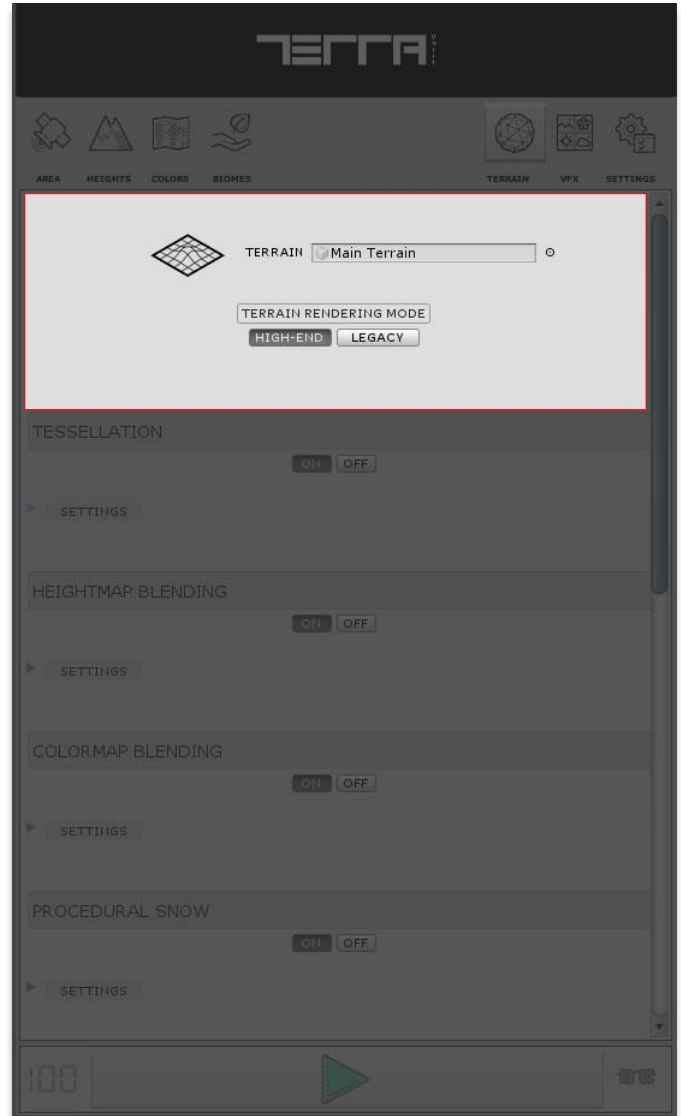 TERRA
UNITY
AREA HEIGHTS COLORS BIOMES TERRAIN VFX SETTINGS
TERRAIN Main Terrain
TERRAIN RENDERING MODE
HIGH-END LEGACY
TESSELLATION
ON OFF
SETTINGS
HEIGHTMAP BLENDING
ON OFF
SETTINGS
COLORMAP BLENDING
ON OFF
SETTINGS
PROCEDURAL SNOW
ON OFF
SETTINGS
100